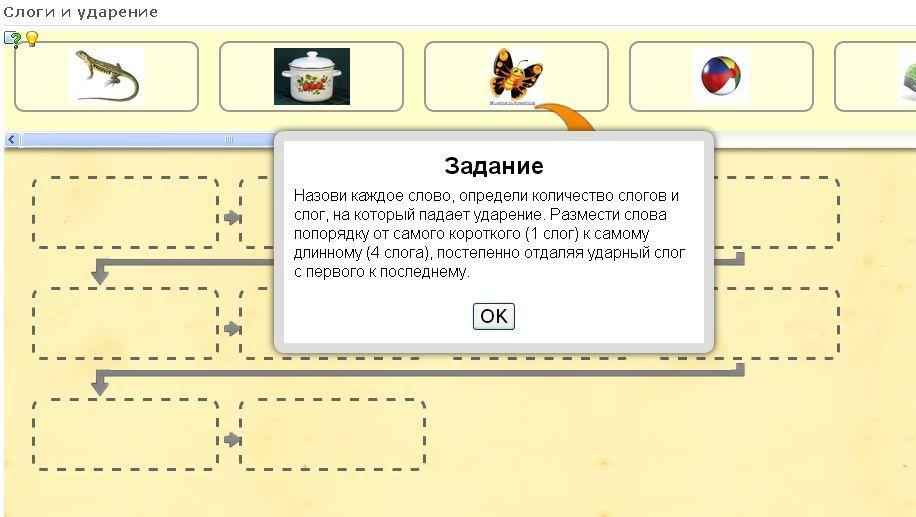 Слоги и ударение
Задание
Назови каждое слово, определи количество слогов и
слог, на который падает ударение. Размести слова
попорядку от самого короткого (1 слог) к самому
длинному (4 слога), постепенно отдаляя ударный слог
с первого к последнему.
OK